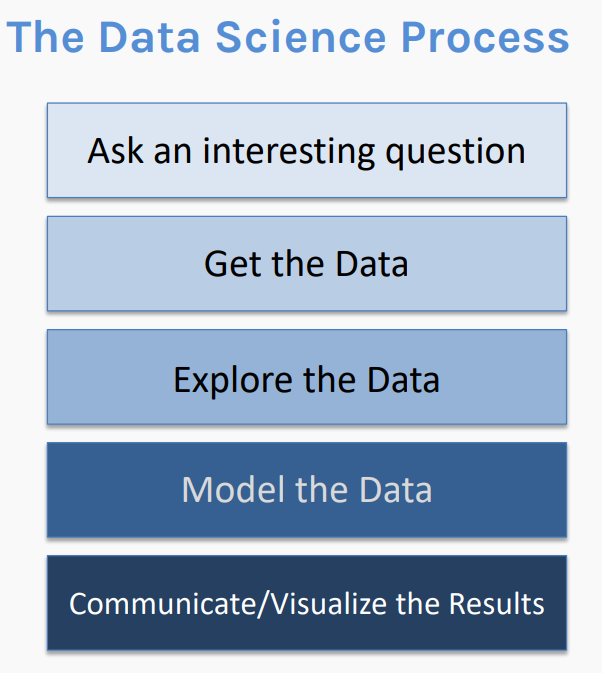 The Data Science Process
Ask an interesting question
Get the Data
Explore the Data
Model the Data
Communicate/Visualize the Results